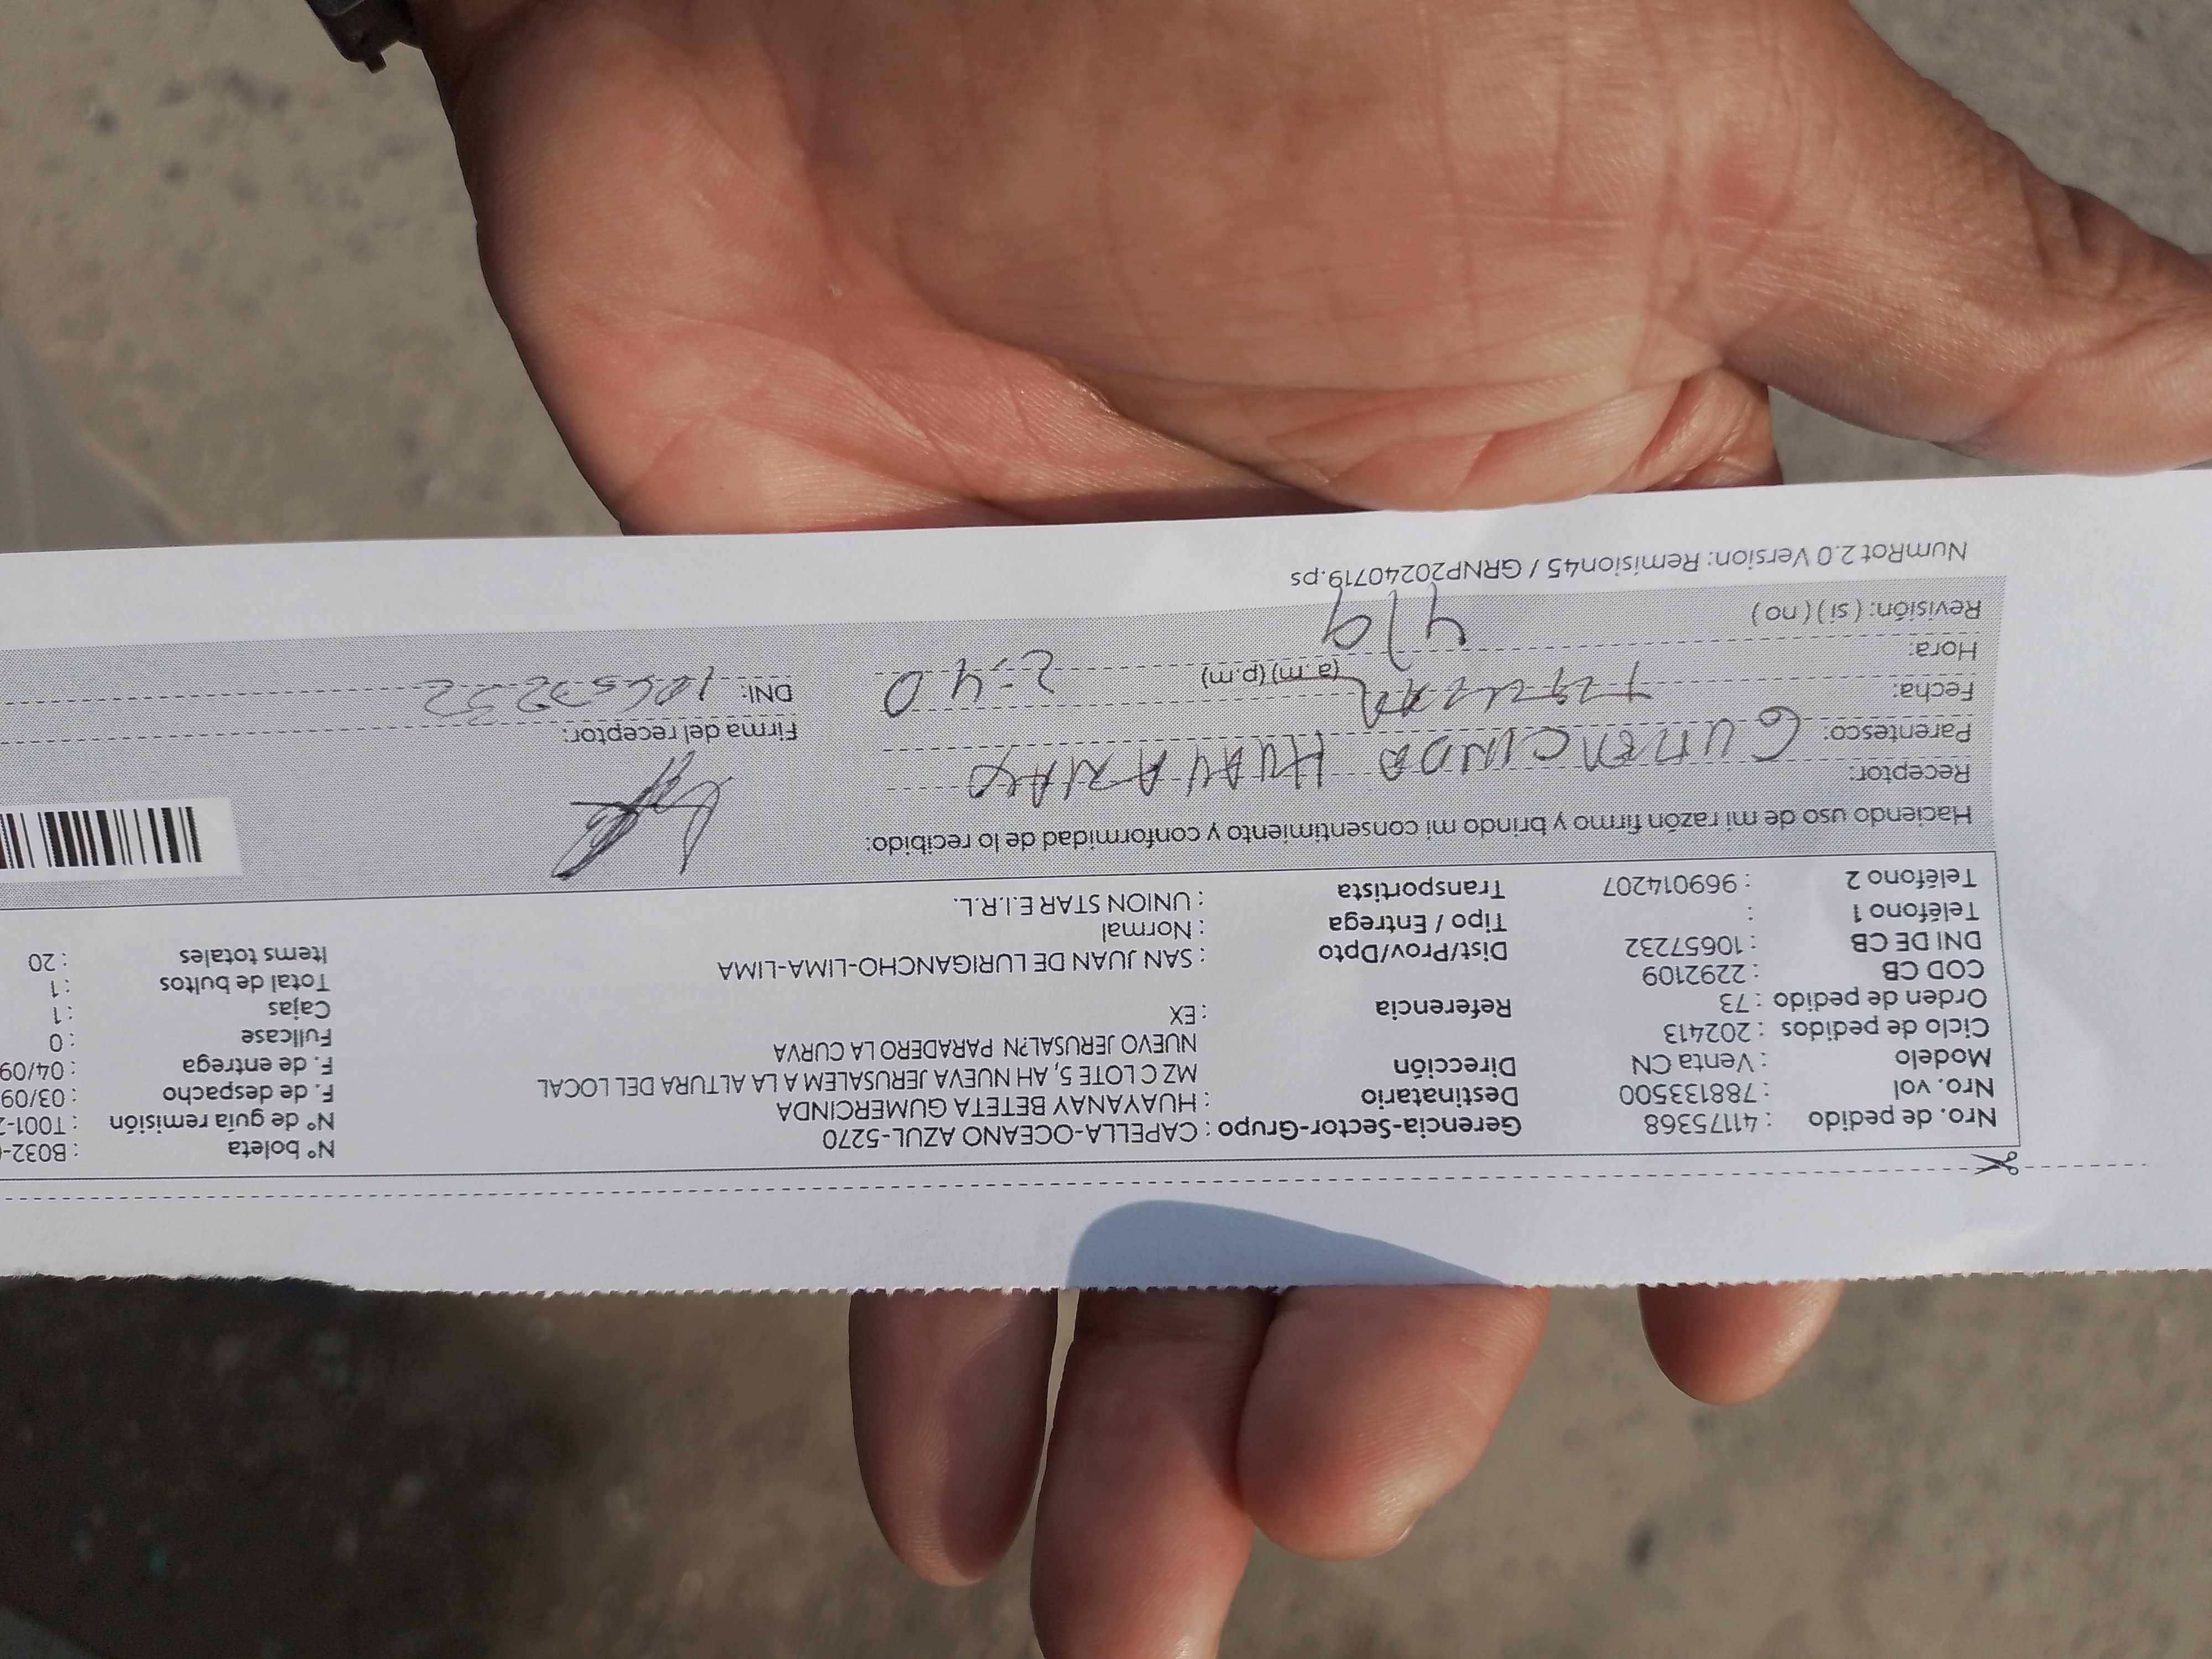 Nro. de pedido : 41175368 Gerencia-Sector-Grupo : CAPELLA-OCEANO AZUL-5270 N° boleta : B032-
Nro. vol : 788133500 Destinatario : HUAYANAY BETETA GUMERCINDA N° de guía remisión : T001-
Modelo : Venta CN Dirección MZ C LOTE 5, AH NUEVA JERUSALEM A LA ALTURA DEL LOCAL F. de despacho : 03/09
Ciclo de pedidos : 202413 NUEVO JERUSAL?N PARADERO LA CURVA F. de entrega : 04/09
Orden de pedido : 73 Referencia : EX Fullcase : 0
COD CB : 2292109 Cajas : 1
DNI DE CB : 10657232 Dist/Prov/Dpto : SAN JUAN DE LURIGANCHO-LIMA-LIMA Total de bultos : 1
Teléfono 1 : Tipo / Entrega : Normal Items totales : 20
Teléfono 2 : 969014207 Transportista : UNION STAR E.I.R.L.
Haciendo uso de mi razón firmo y brindo mi consentimiento y conformidad de lo recibido:
Receptor:
Parentesco: HUAYANAY Firma del receptor:
Fecha: DNI:
Hora: 4/9 (a.m) (p.m) 2:40
Revisión: ( si ) ( no )
NumRot 2.0 Version: Remision45 / GRNP20240719.ps